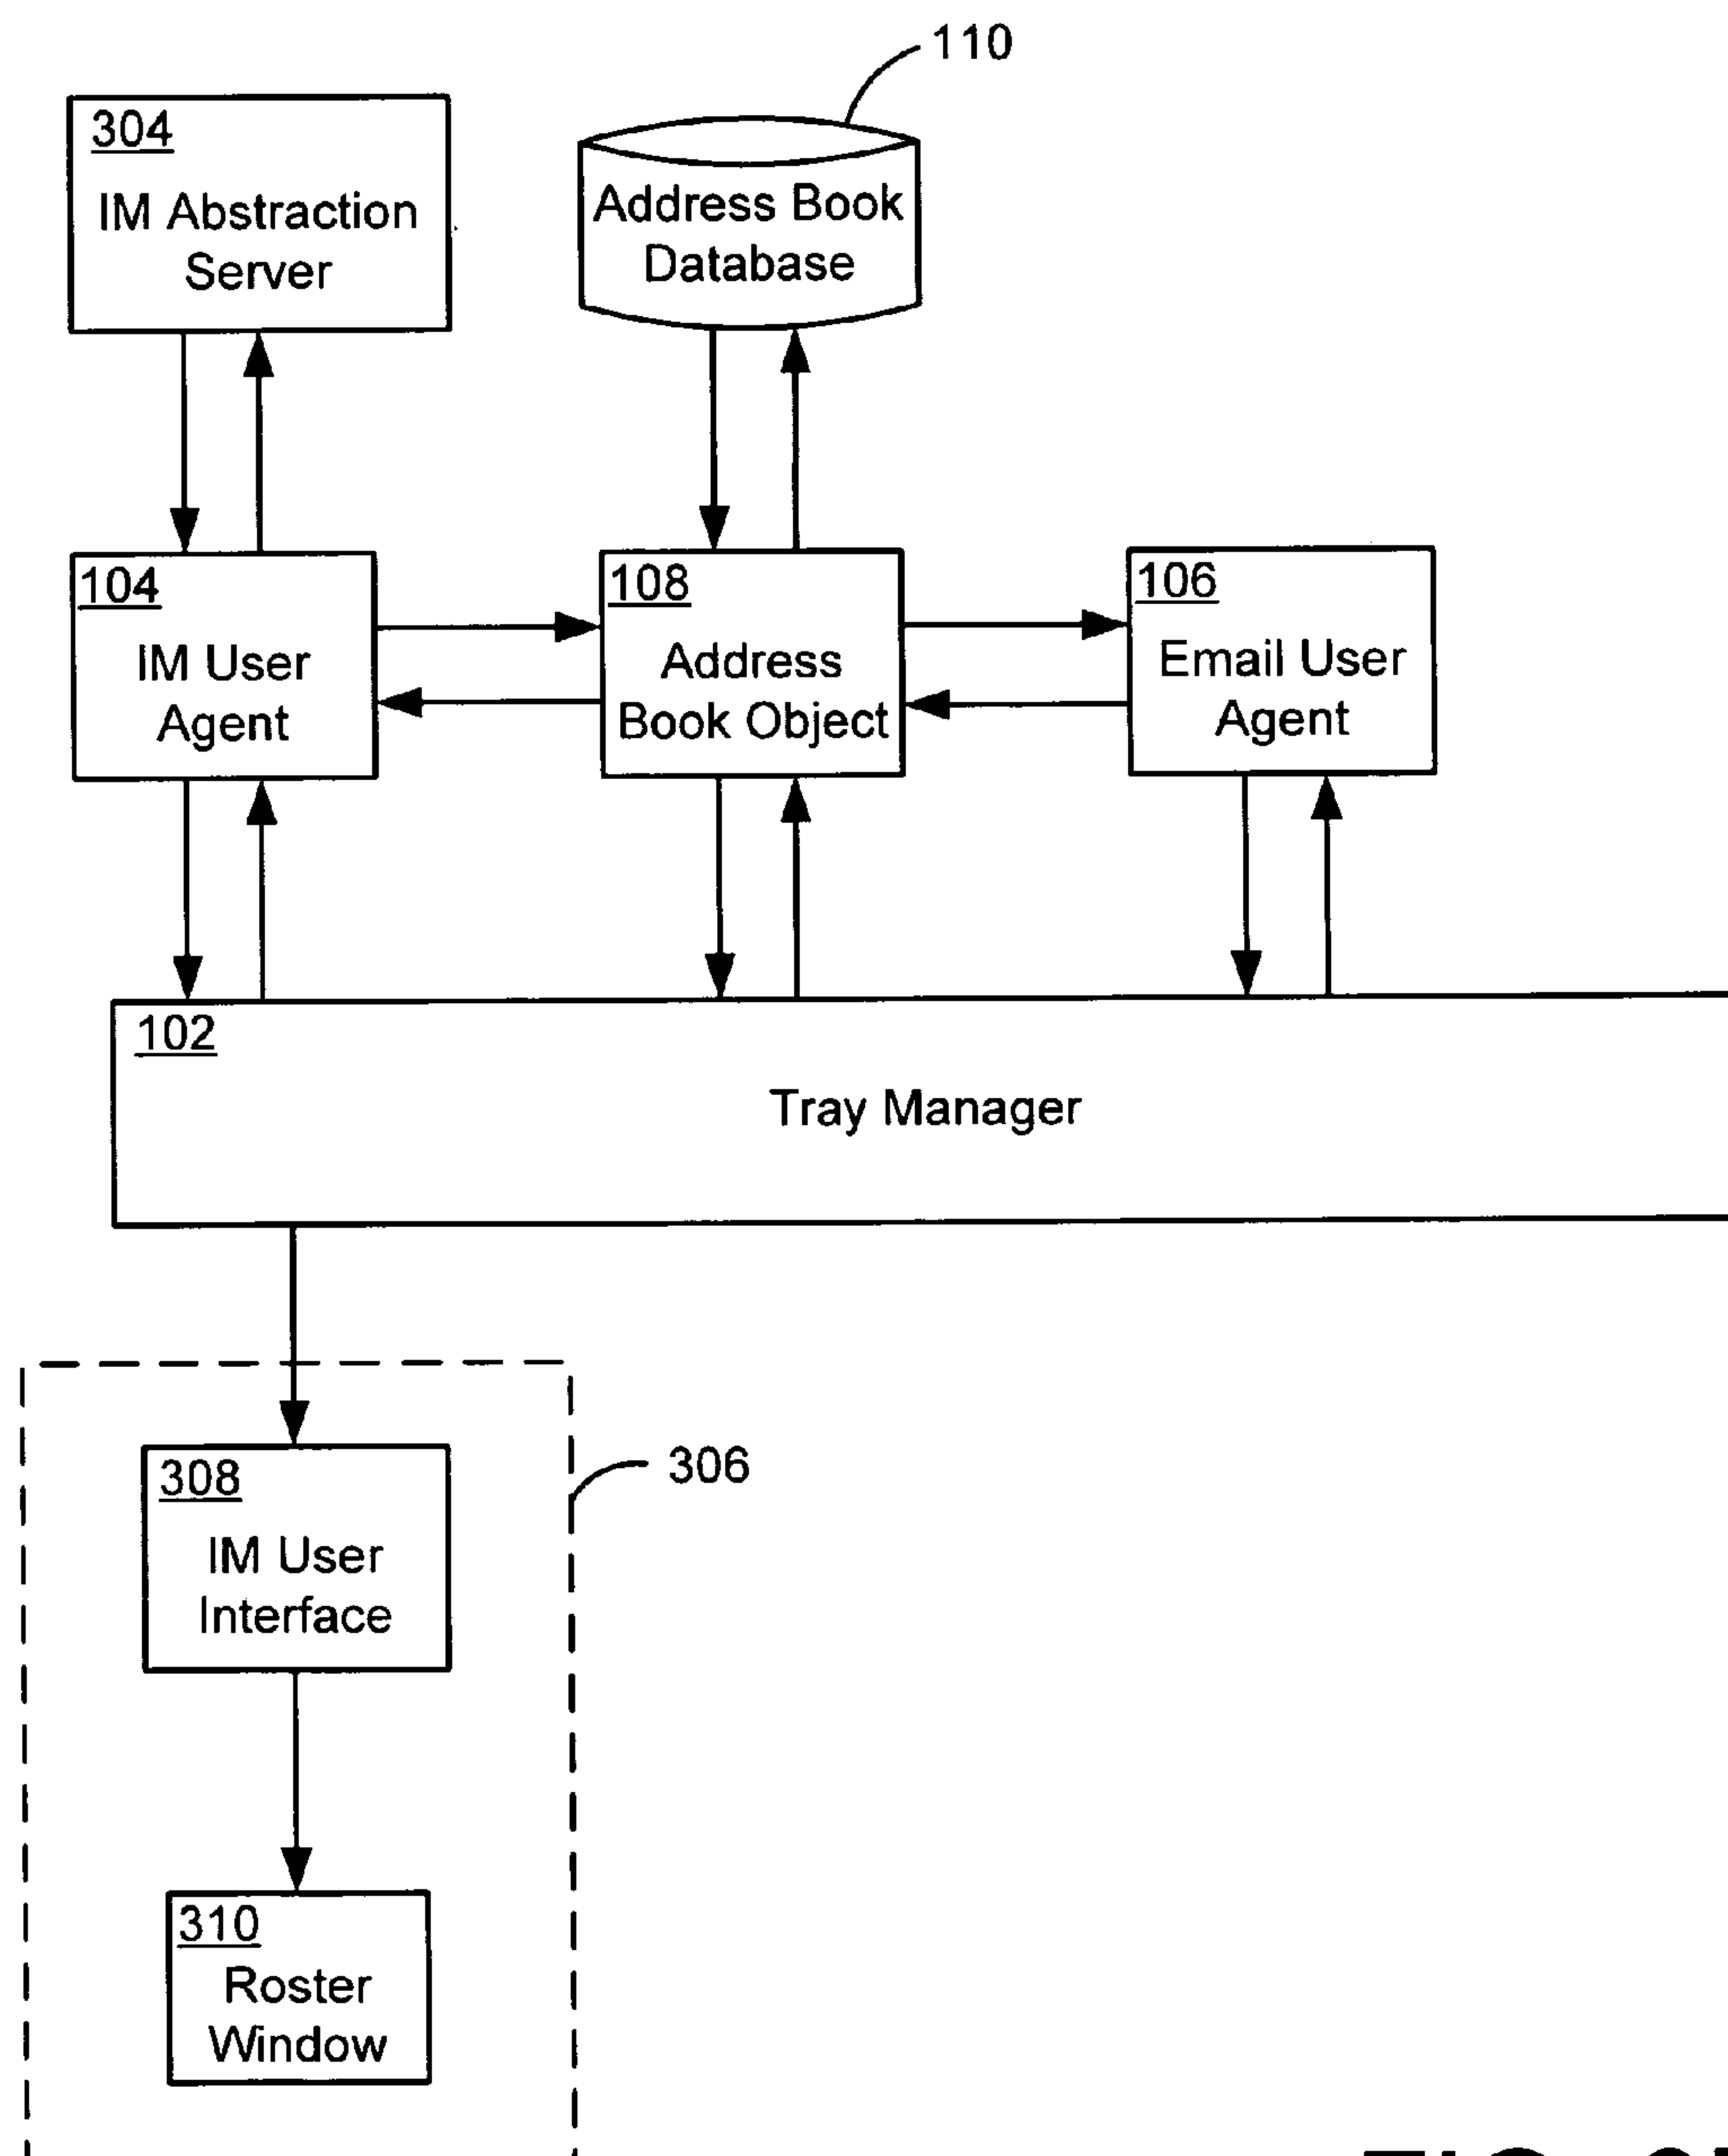 110
304
IM Abstraction
Server
Address Book
Database
104
IM User
Agent
108
Address
Book Object
106
Email User
Agent
102
Tray Manager
306
308
IM User
Interface
310
Roster
Window